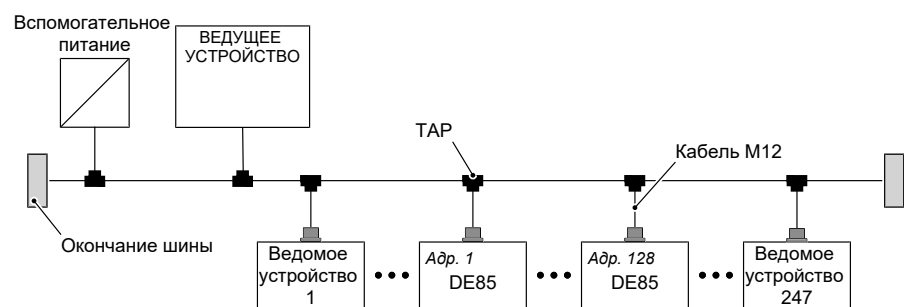 Вспомогательное
питание
ВЕДУЩЕЕ
УСТРОЙСТВО
TAP
Кабель M12
Окончание шины
Ведомое
устройство
1
Адр. 1
DE85
Адр. 128
DE85
Ведомое
устройство
247